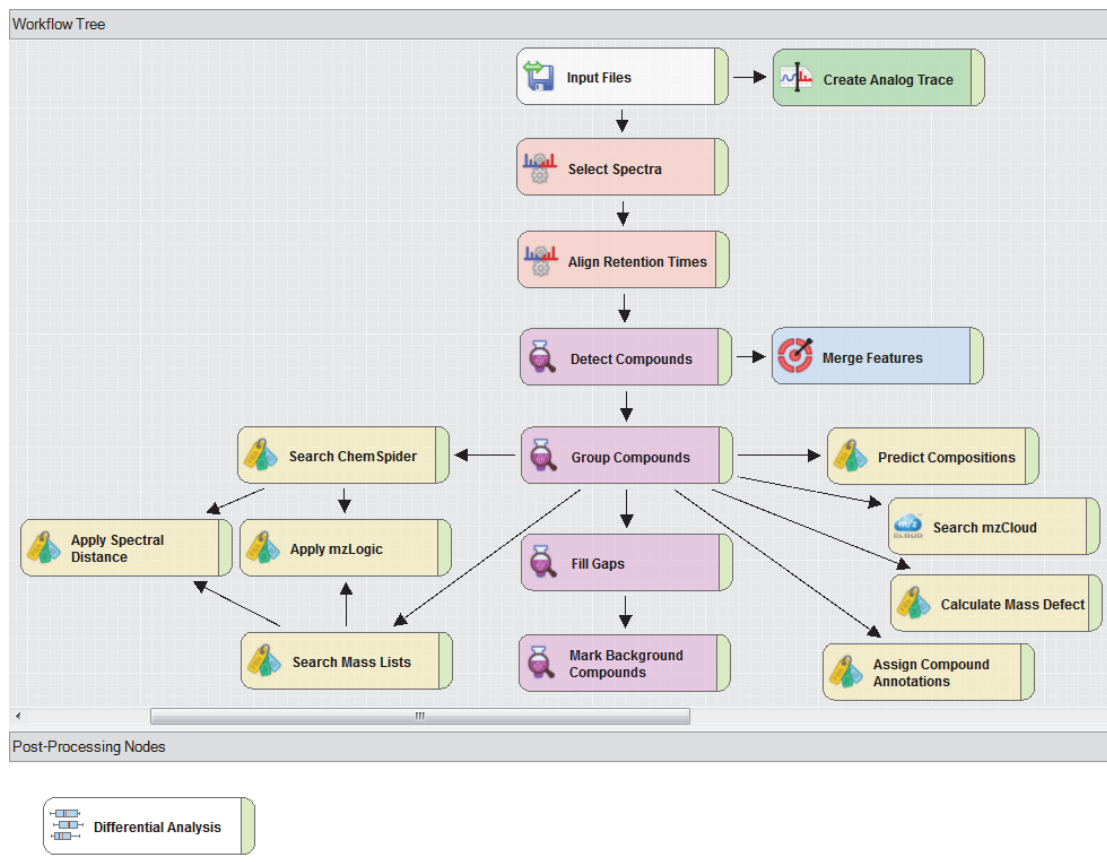 Workflow Tree
Input Files
Create Analog Trace
Select Spectra
Align Retention Times
Detect Compounds
Merge Features
Search ChemSpider
Group Compounds
Predict Compositions
Apply Spectral
Distance
Apply mzLogic
Fill Gaps
m/z
CLOUD
Search mzCloud
Calculate Mass Defect
Search Mass Lists
Mark Background
Compounds
Assign Compound
Annotations
Post-Processing Nodes
Differential Analysis